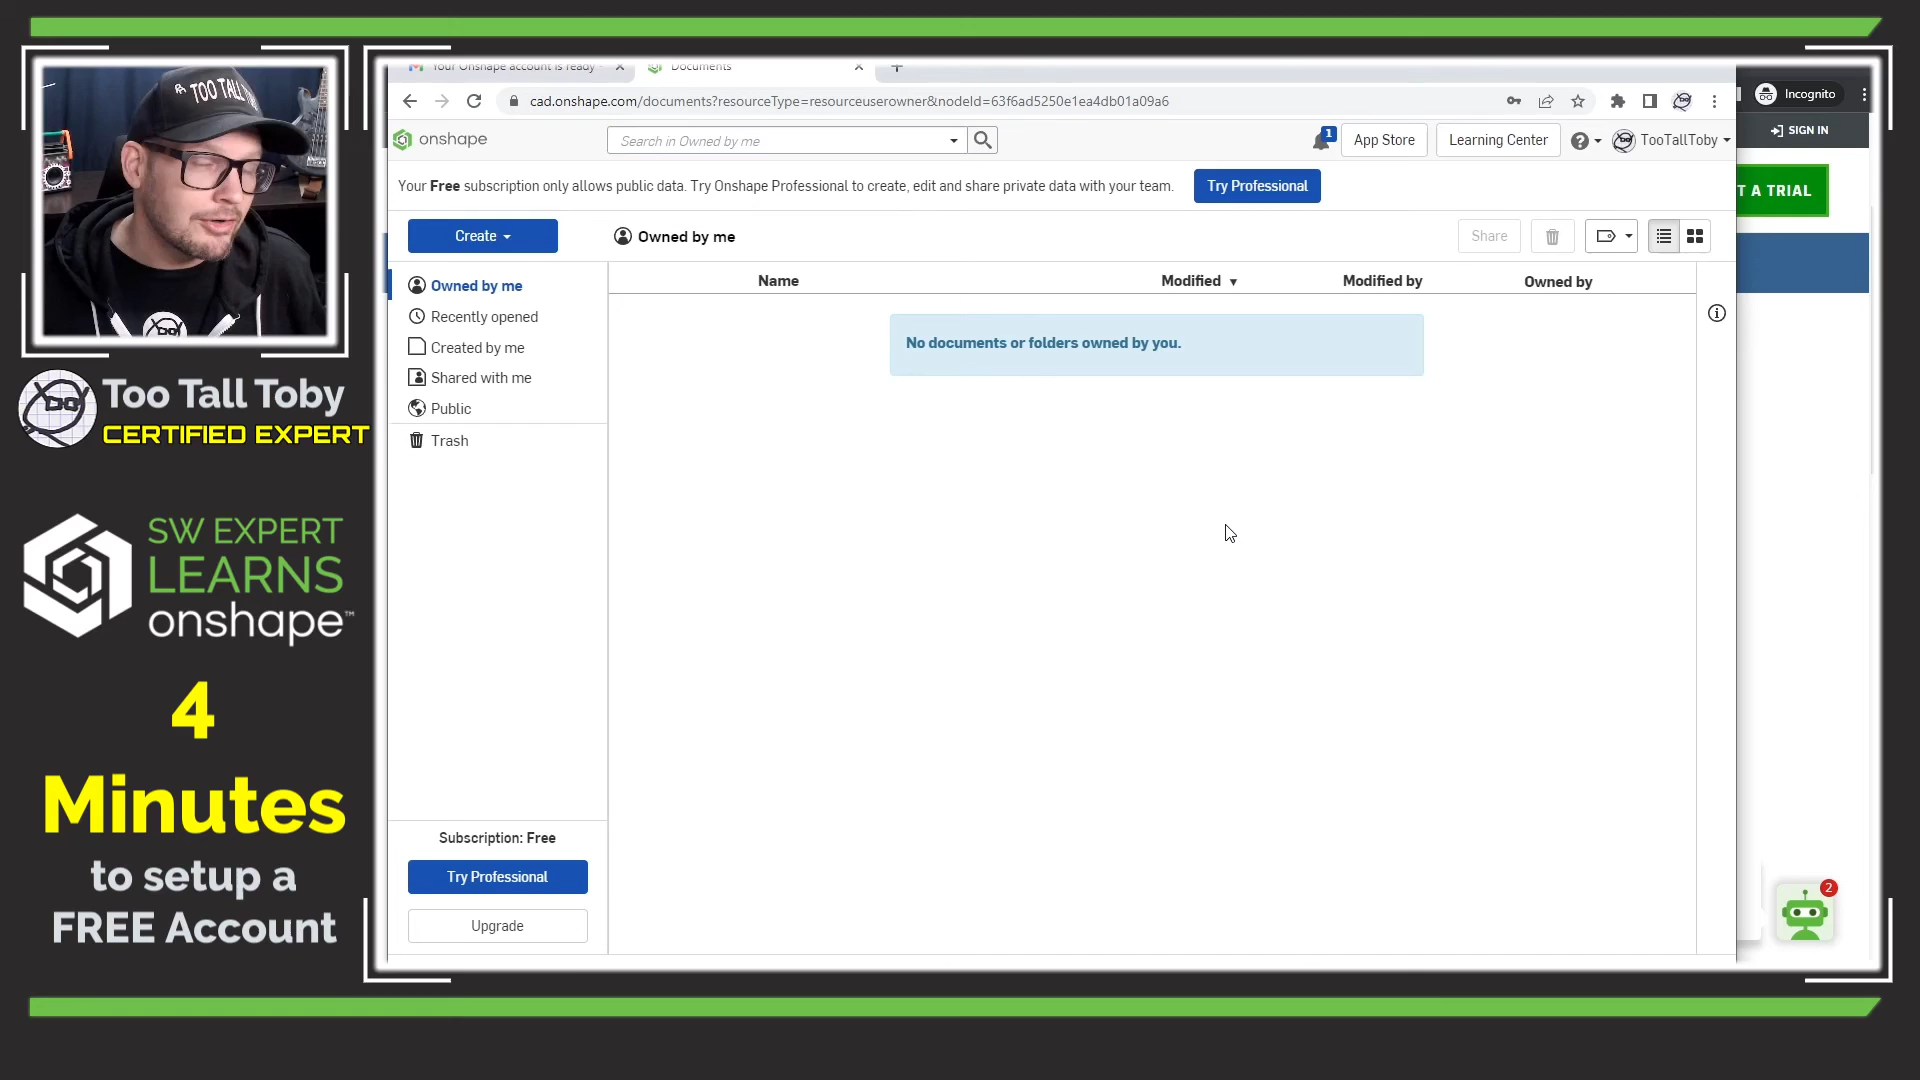 TOO TALL
Too Tall Toby
CERTIFIED EXPERT
SW EXPERT
LEARNS
onshape™
4
Minutes
to setup a
FREE Account
Your Onshape account is ready
Documents
cad.onshape.com/documents?resourceType=resourceuserowner&nodeId=63f6ad5250e1ea4db01a09a6
Incognito
onshape
Search in Owned by me
1
App Store
Learning Center
TooTallToby
SIGN IN
Your Free subscription only allows public data. Try Onshape Professional to create, edit and share private data with your team.
Try Professional
T A TRIAL
Create
Owned by me
Share
Name
Modified
Modified by
Owned by
Owned by me
Recently opened
Created by me
Shared with me
Public
Trash
No documents or folders owned by you.
Subscription: Free
Try Professional
Upgrade
2